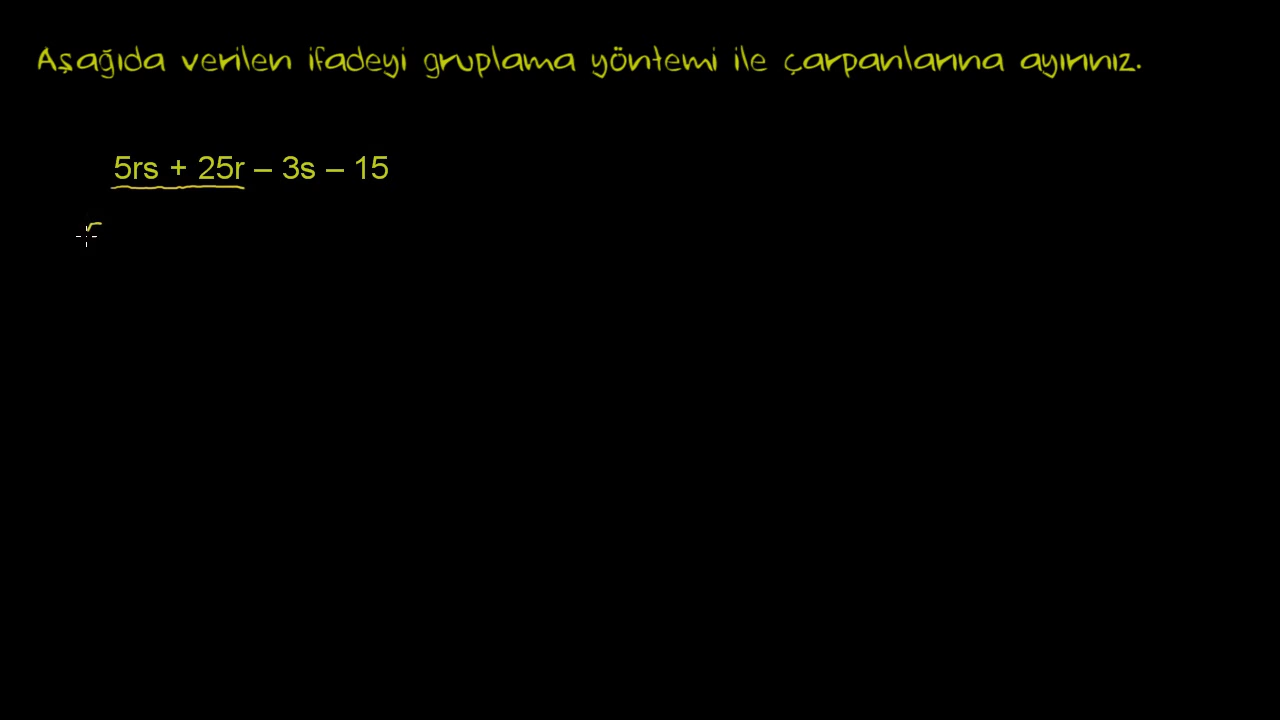 Aşağıda verilen ifadeyi gruplama yöntemi ile çarpanlarına ayırınız.
5rs + 25r – 3s – 15